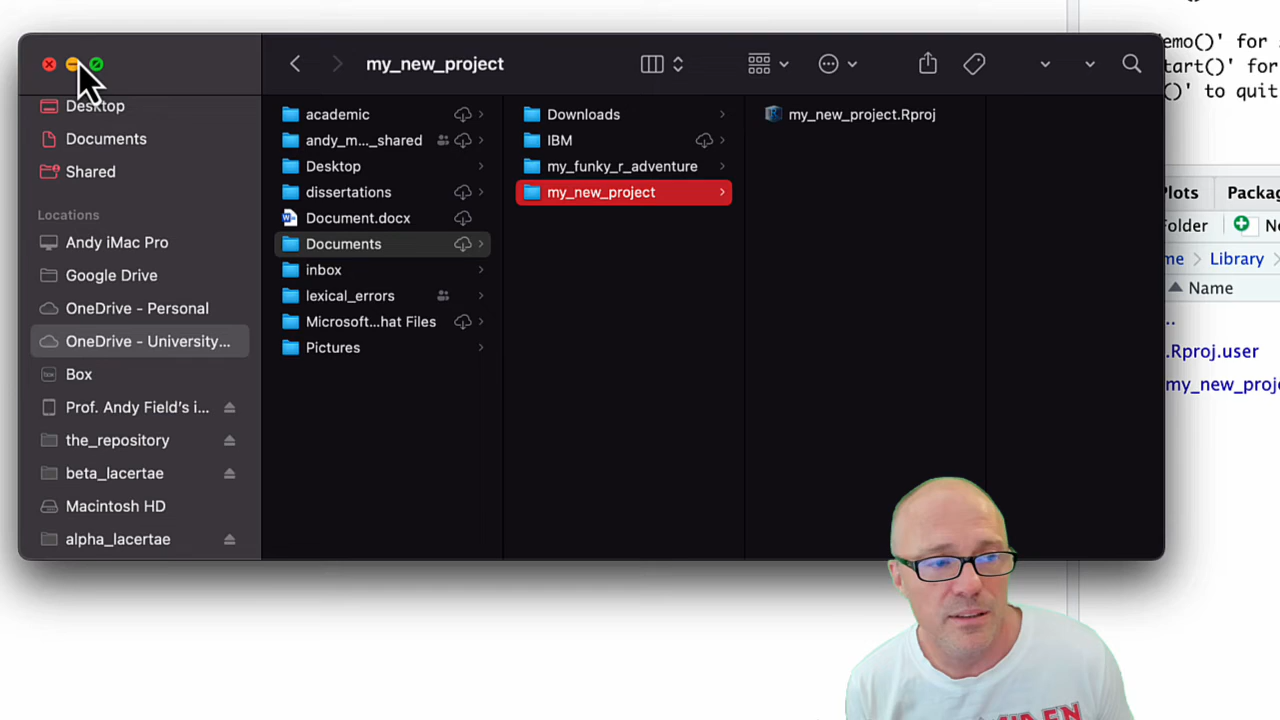 my_new_project
Desktop
Documents
Shared
Locations
Andy iMac Pro
Google Drive
OneDrive - Personal
OneDrive - University...
Box
Prof. Andy Field's i...
the_repository
beta_lacertae
Macintosh HD
alpha_lacertae
academic
andy_m..._shared
Desktop
dissertations
Document.docx
Documents
inbox
lexical_errors
Microsoft...hat Files
Pictures
Downloads
IBM
my_funky_r_adventure
my_new_project
my_new_project.Rproj
emo()' for
tart()' for
()' to quit
Plots Packag
Folder
me > Library >
Name
..
.Rproj.user
my_new_proj